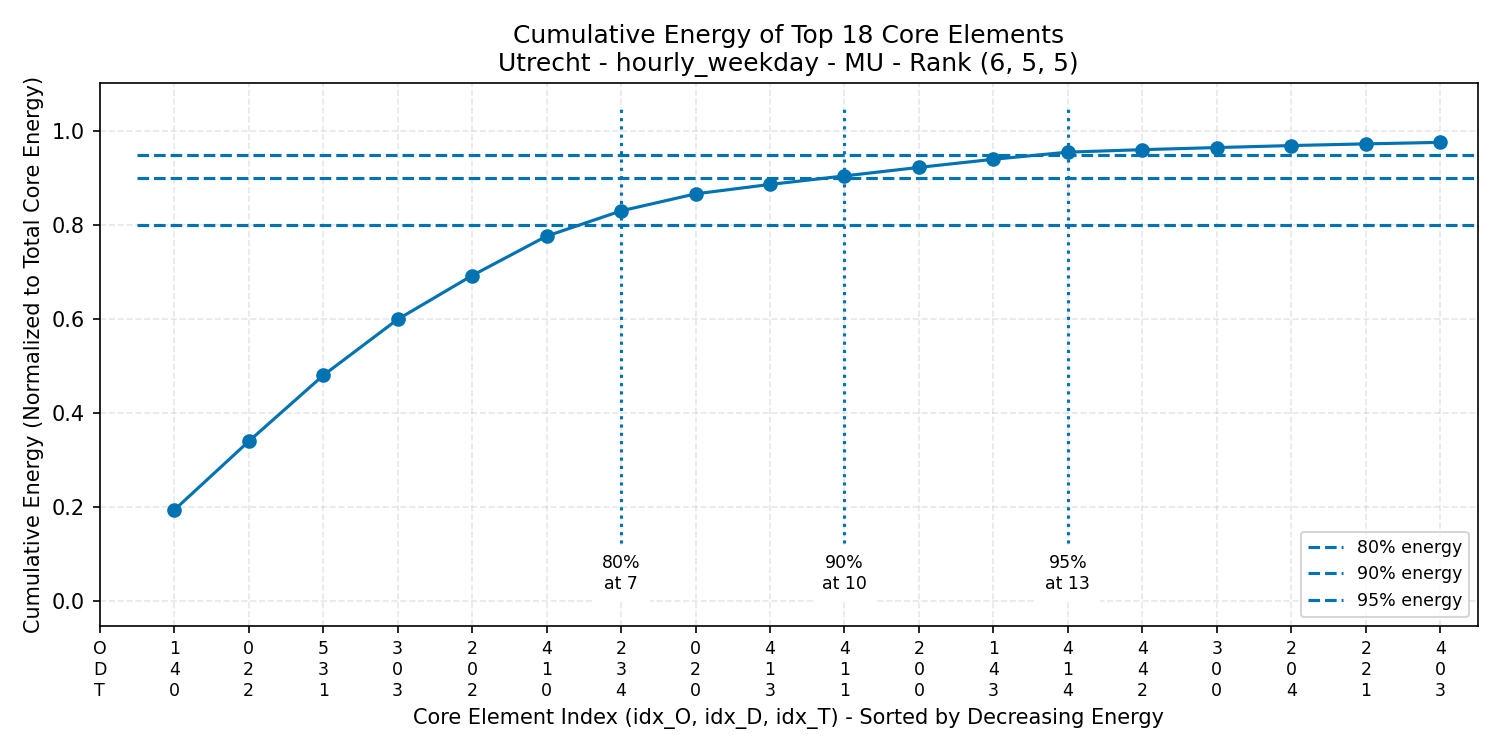 Cumulative Energy of Top 18 Core Elements
Utrecht - hourly_weekday - MU - Rank (6, 5, 5)
Cumulative Energy (Normalized to Total Core Energy)
1.0
0.8
0.6
0.4
0.2
0.0
80%
at 7
90%
at 10
95%
at 13
80% energy
90% energy
95% energy
O 1 0 5 3 2 4 2 0 4 4 2 1 4 4 3 2 2 4
D 4 2 3 0 0 1 3 2 1 1 0 4 1 4 0 0 2 0
T 0 2 1 3 2 0 4 0 3 1 0 3 4 2 0 4 1 3
Core Element Index (idx_O, idx_D, idx_T) - Sorted by Decreasing Energy